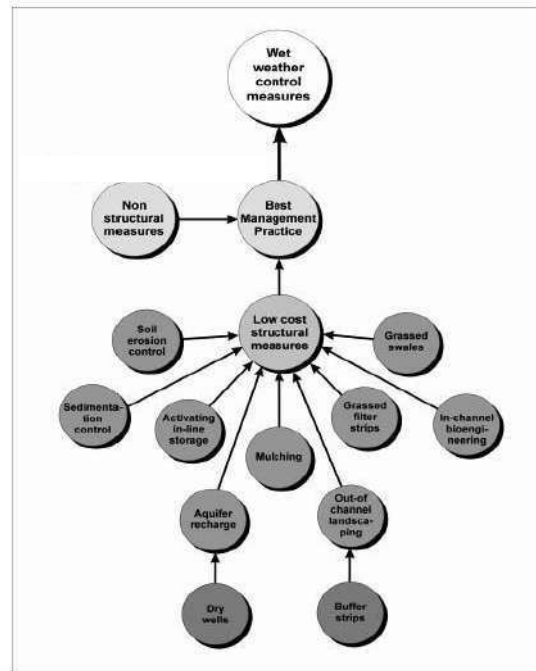 Wet
weather
control
measures
Non
structural
measures
Best
Management
Practice
Low cost
structural
measures
Soil
erosion
control
Grassed
swales
Sedimenta-
tion
control
Activating
in-line
storage
Mulching
Grassed
filter
strips
In-channel
bioengi-
neering
Aquifer
recharge
Out-of
channel
landsca-
ping
Dry
wells
Buffer
strips